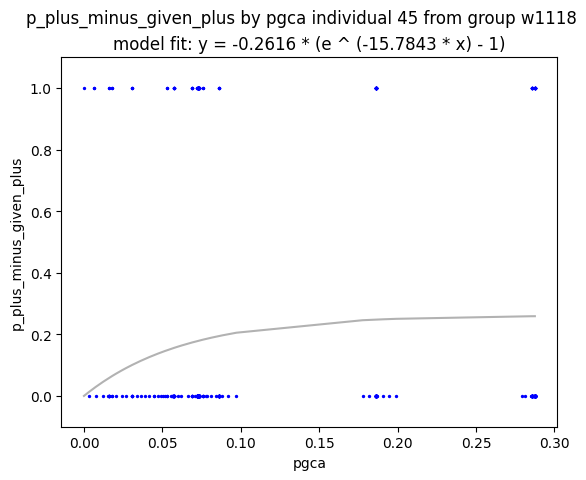 p_plus_minus_given_plus by pgca individual 45 from group w1118
model fit: y = -0.2616 * (e ^ (-15.7843 * x) - 1)
p_plus_minus_given_plus
1.0
0.8
0.6
0.4
0.2
0.0
0.00 0.05 0.10 0.15 0.20 0.25 0.30
pgca